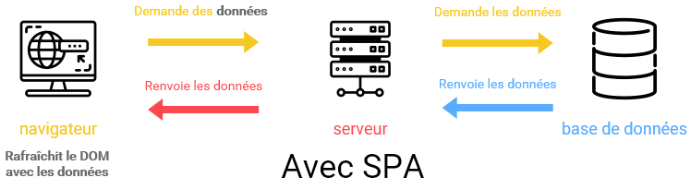 Demande des données
Demande les données
Renvoie les données
Renvoie les données
navigateur
serveur
base de données
Rafraîchit le DOM
avec les données
Avec SPA